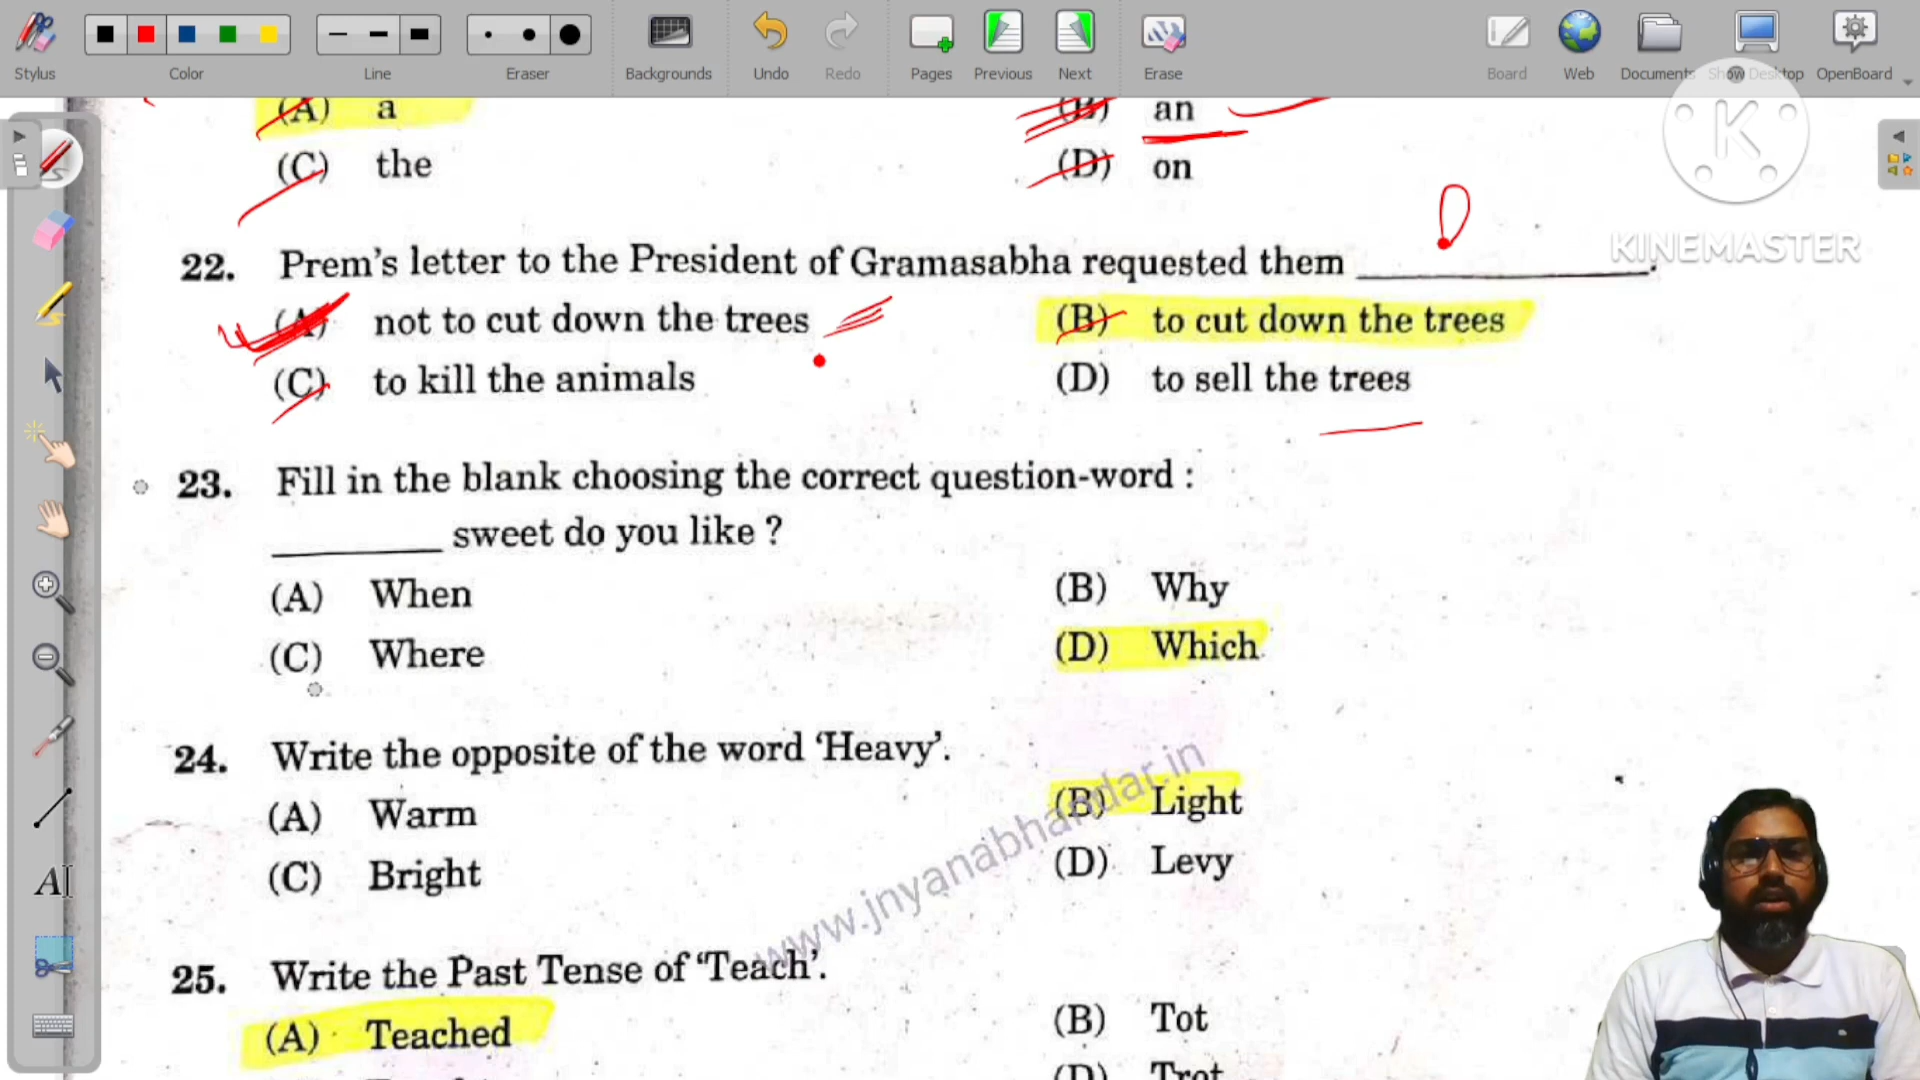 Stylus
Color
Line
Eraser
Backgrounds
Undo
Redo
Pages
Previous
Next
Erase
Board
Web
Documents
Show Desktop
OpenBoard
K
KINEMASTER
(A) a
(B) an
(C) the
(D) on
22. Prem's letter to the President of Gramasabha requested them ____________.
(A) not to cut down the trees
(B) to cut down the trees
(C) to kill the animals
(D) to sell the trees
23. Fill in the blank choosing the correct question-word :
________ sweet do you like ?
(A) When
(B) Why
(C) Where
(D) Which
24. Write the opposite of the word 'Heavy'.
(A) Warm
(B) Light
(C) Bright
(D) Levy
www.jnyanabhandar.in
25. Write the Past Tense of 'Teach'.
(A) Teached
(B) Tot
(D) Trot